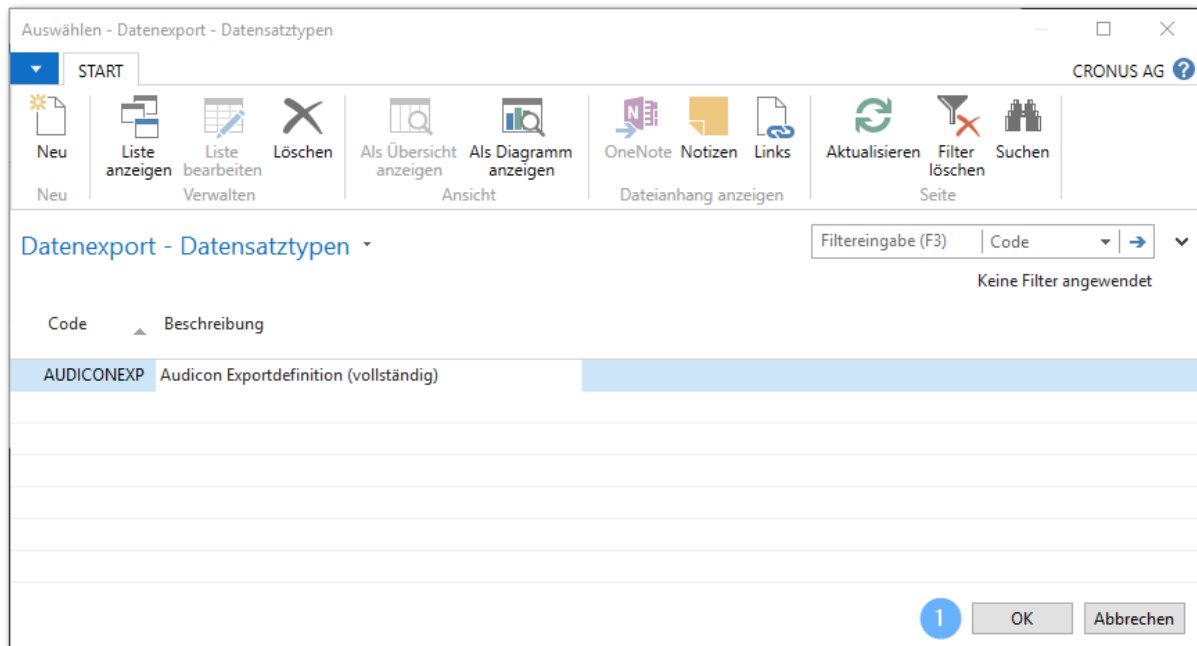 Auswählen - Datenexport - Datensatztypen
START
CRONUS AG ?
Neu
Liste anzeigen
Liste bearbeiten
Löschen
Als Übersicht anzeigen
Als Diagramm anzeigen
OneNote
Notizen
Links
Aktualisieren
Filter löschen
Suchen
Neu
Verwalten
Ansicht
Dateianhang anzeigen
Seite
Datenexport - Datensatztypen
Filtereingabe (F3)
Code
Keine Filter angewendet
Code
Beschreibung
AUDICONEXP
Audicon Exportdefinition (vollständig)
1
OK
Abbrechen